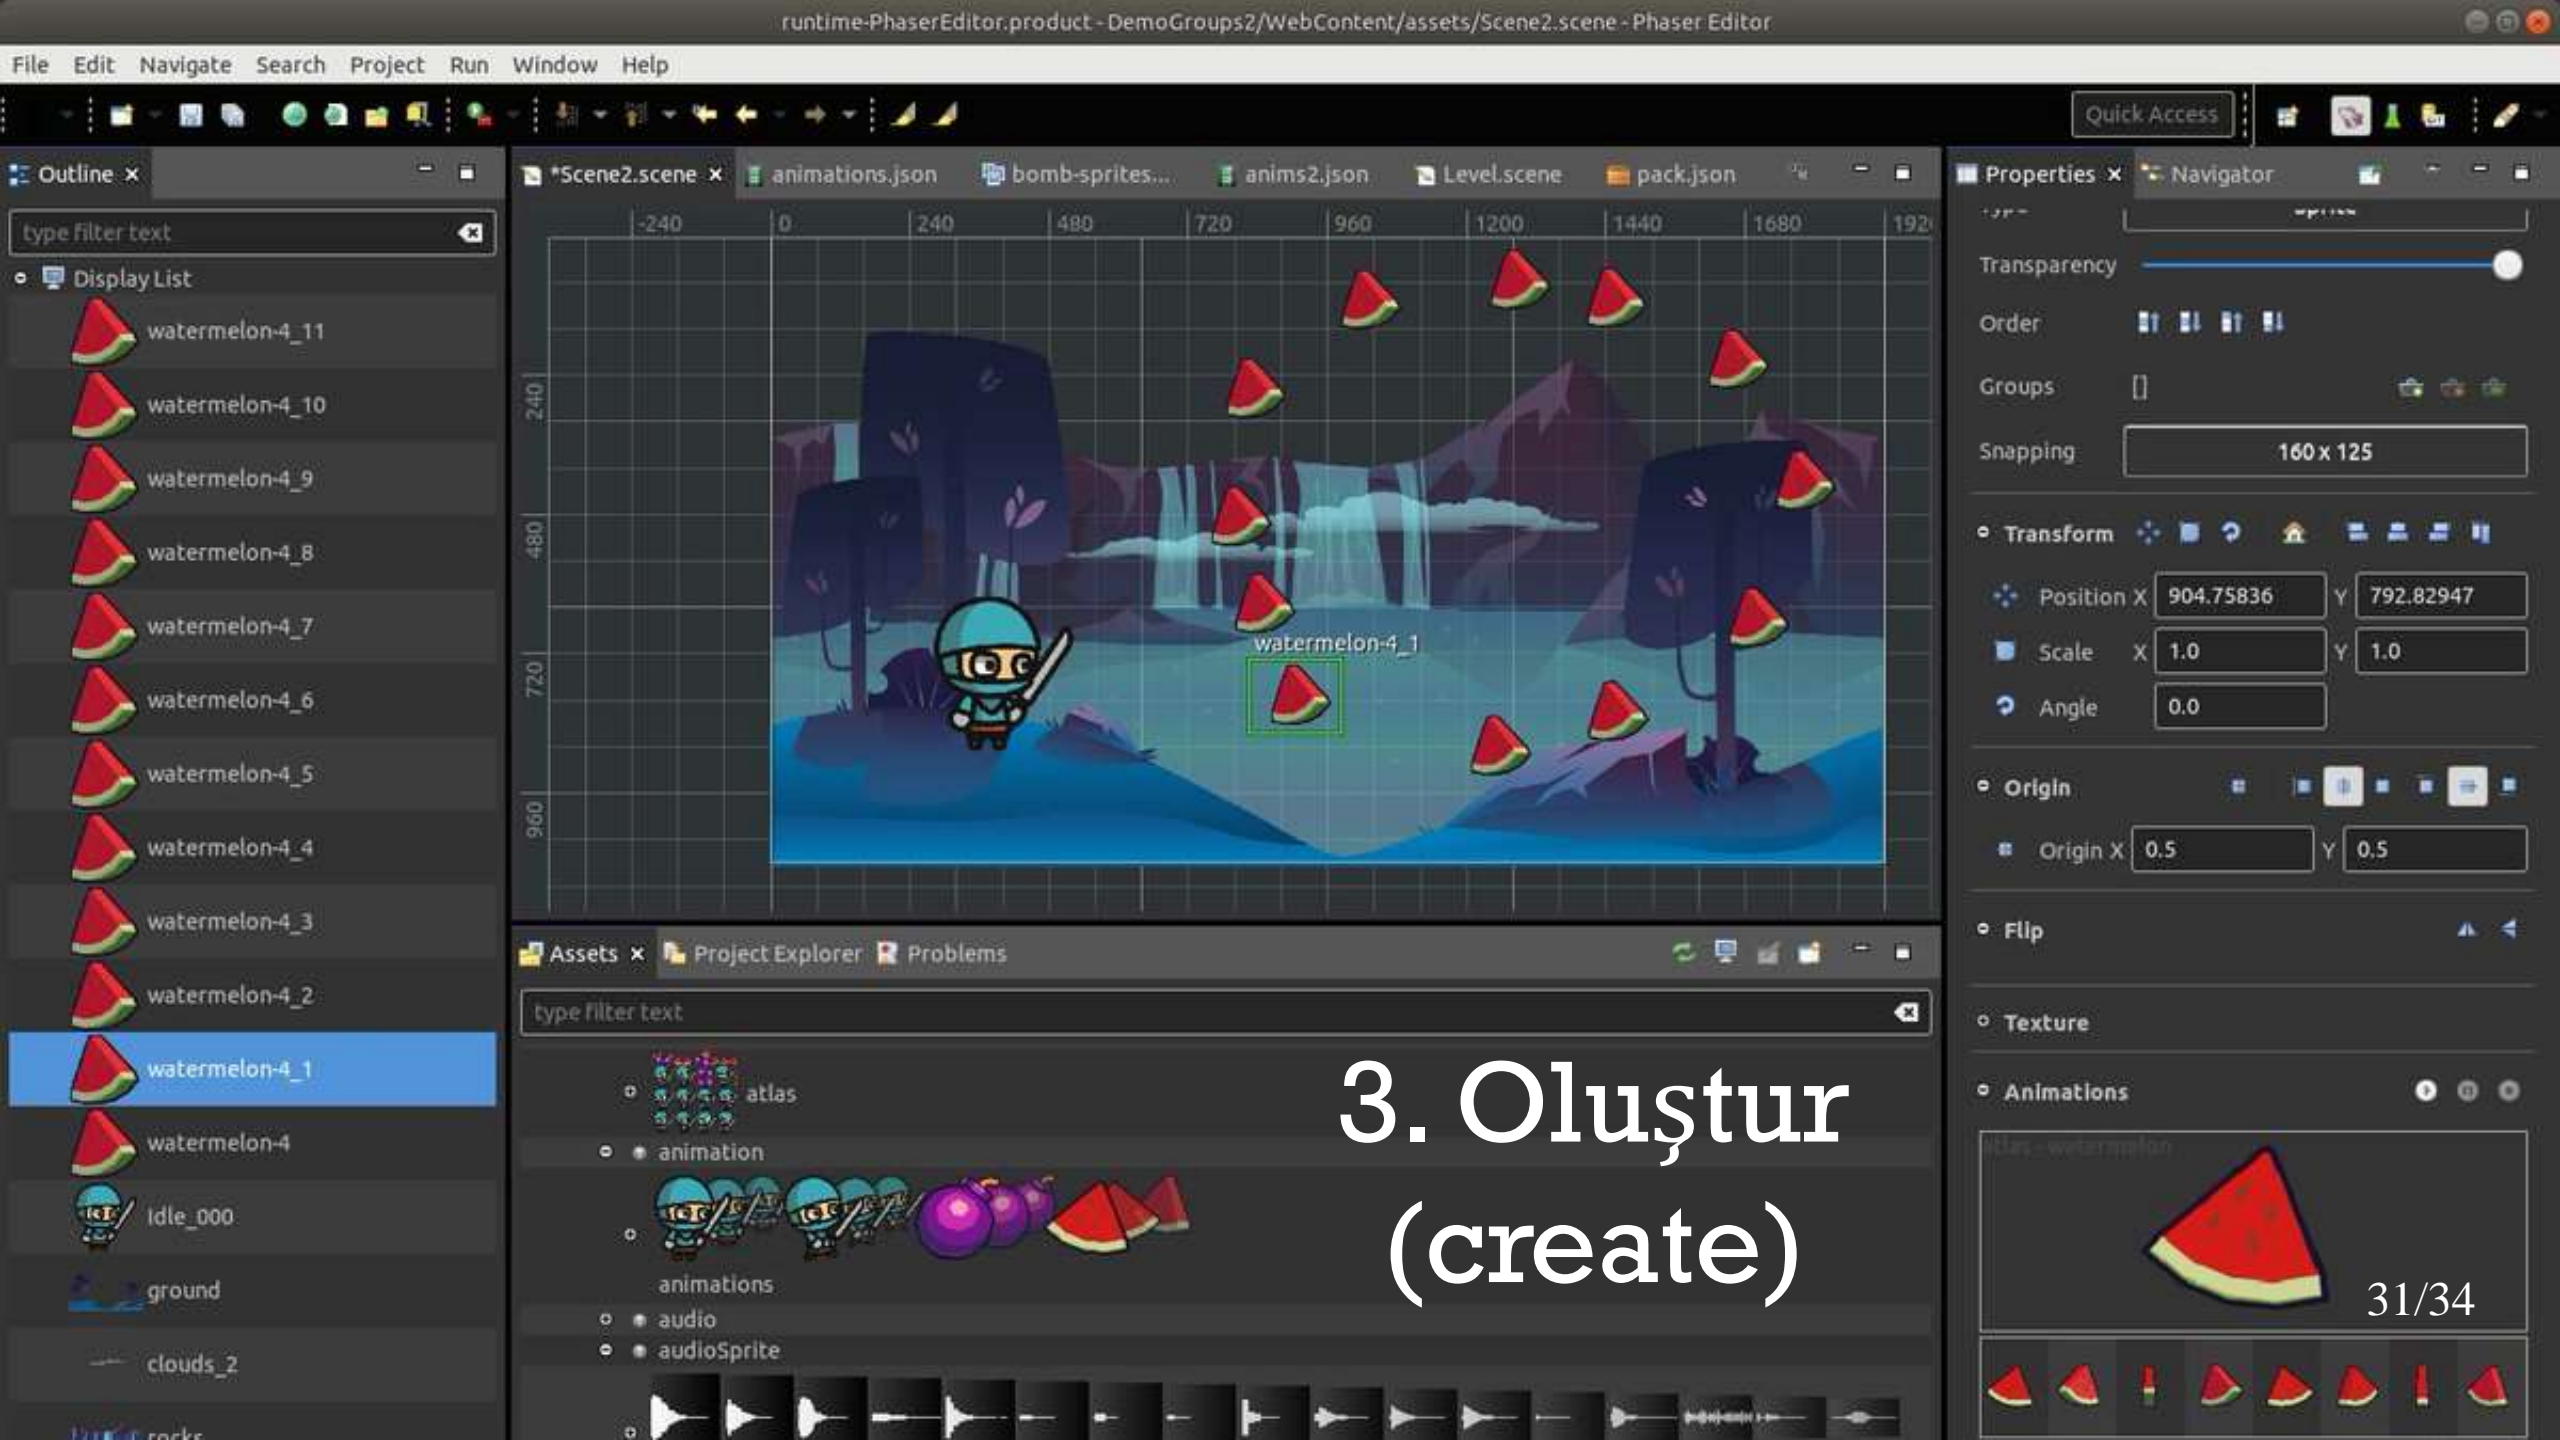 runtime-PhaserEditor.product - DemoGroups2/WebContent/assets/Scene2.scene - Phaser Editor
File Edit Navigate Search Project Run Window Help
Quick Access
Outline
type filter text
Display List
watermelon-4_11
watermelon-4_10
watermelon-4_9
watermelon-4_8
watermelon-4_7
watermelon-4_6
watermelon-4_5
watermelon-4_4
watermelon-4_3
watermelon-4_2
watermelon-4_1
watermelon-4
Idle_000
ground
clouds_2
rocks
*Scene2.scene animations.json bomb-sprites... anims2.json Level.scene pack.json
-240 0 240 480 720 960 1200 1440 1680 192
240
480
720
960
watermelon-4_1
Assets Project Explorer Problems
type filter text
atlas
animation
animations
audio
audioSprite
3. Oluştur
(create)
Properties Navigator
Type Sprite
Transparency
Order
Groups []
Snapping 160 x 125
Transform
Position X 904.75836 Y 792.82947
Scale X 1.0 Y 1.0
Angle 0.0
Origin
Origin X 0.5 Y 0.5
Flip
Texture
Animations
atlas - watermelon
31/34